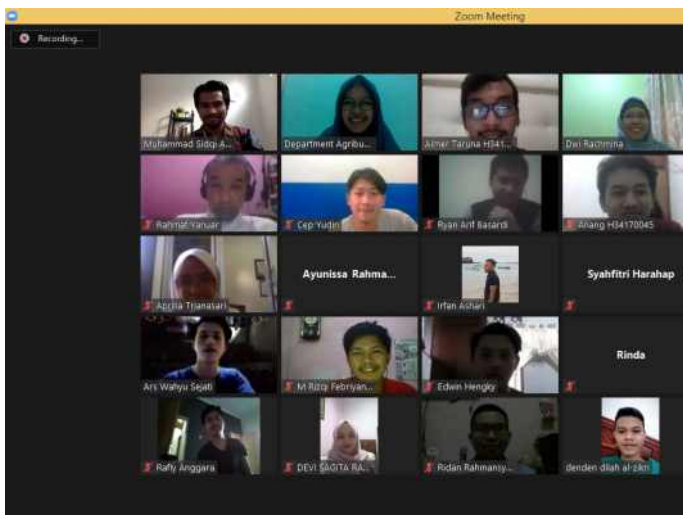 Zoom Meeting
Recording...
Muhammad Sidqi A...
Department Agribu...
Almer Taruna H341...
Dwi Rachmina
Rahmat Yanuar
Cep Yudin
Ryan Arif Basardi
Anang H34170045
Aprilia Trianasari
Ayunissa Rahma...
Irfan Ashari
Syahfitri Harahap
Ars Wahyu Sejati
M Rizqi Febriyan...
Edwin Hengky
Rinda
Rafly Anggara
DEVI SAGITA RA...
Ridan Rahmansy...
denden dilah al-zikri